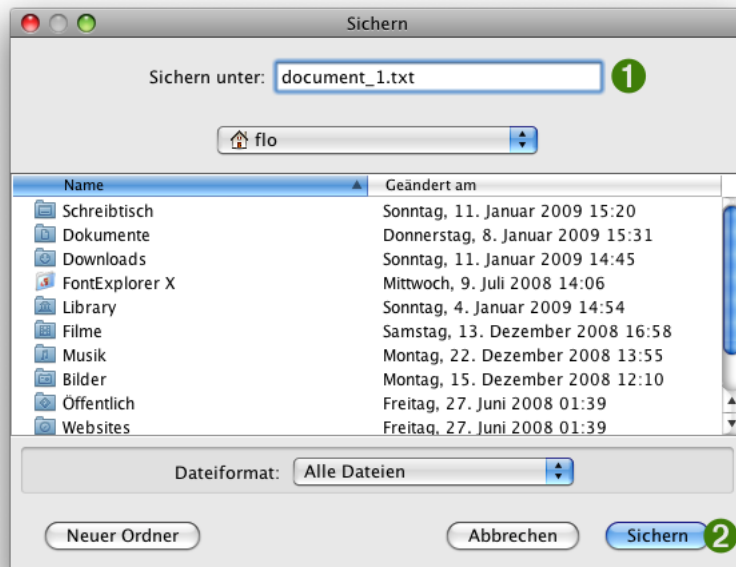 Sichern
Sichern unter: document_1.txt 1
flo
Name Geändert am
Schreibtisch Sonntag, 11. Januar 2009 15:20
Dokumente Donnerstag, 8. Januar 2009 15:31
Downloads Sonntag, 11. Januar 2009 14:45
FontExplorer X Mittwoch, 9. Juli 2008 14:06
Library Sonntag, 4. Januar 2009 14:54
Filme Samstag, 13. Dezember 2008 16:58
Musik Montag, 22. Dezember 2008 13:55
Bilder Montag, 15. Dezember 2008 12:10
Öffentlich Freitag, 27. Juni 2008 01:39
Websites Freitag, 27. Juni 2008 01:39
Dateiformat: Alle Dateien
Neuer Ordner Abbrechen Sichern 2